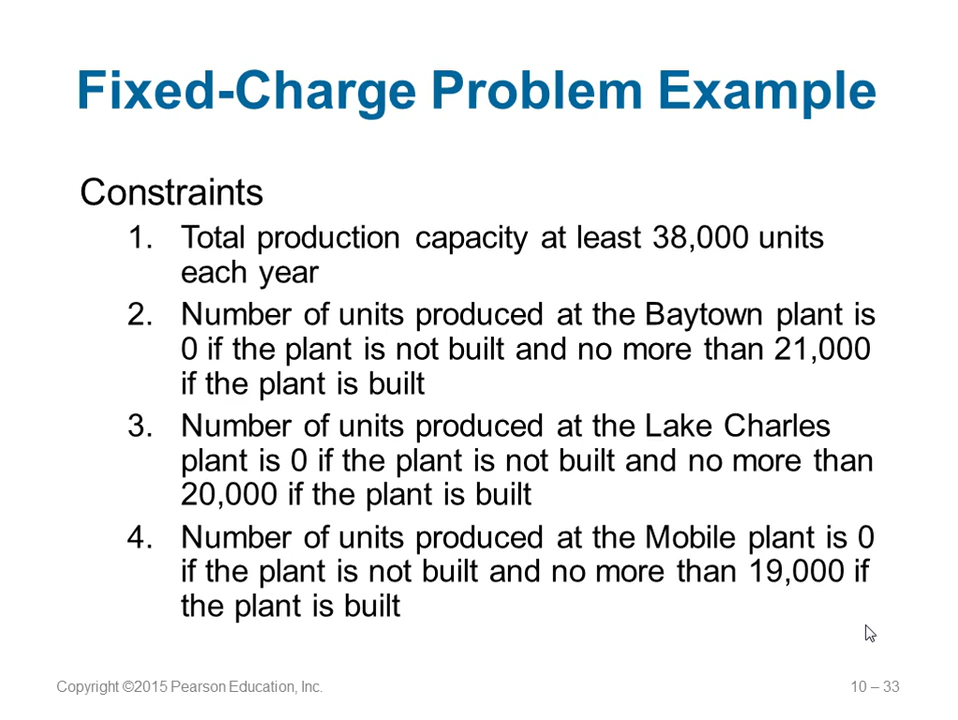 Fixed-Charge Problem Example
Constraints
1. Total production capacity at least 38,000 units
each year
2. Number of units produced at the Baytown plant is
0 if the plant is not built and no more than 21,000
if the plant is built
3. Number of units produced at the Lake Charles
plant is 0 if the plant is not built and no more than
20,000 if the plant is built
4. Number of units produced at the Mobile plant is 0
if the plant is not built and no more than 19,000 if
the plant is built
Copyright ©2015 Pearson Education, Inc.
10 – 33